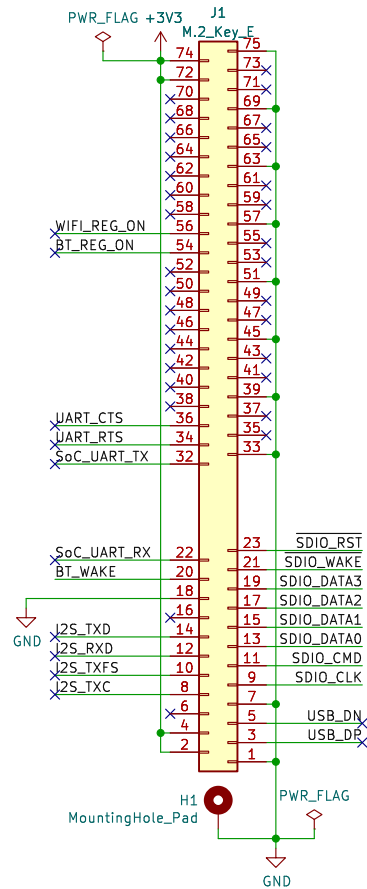 J1
PWR_FLAG +3V3
M.2_Key_E
74 75
72 73
70 71
68 69
66 67
64 65
62 63
60 61
58 59
WIFI_REG_ON 56 57
BT_REG_ON 54 55
52 53
50 51
48 49
46 47
44 45
42 43
40 41
38 39
UART_CTS 36 37
UART_RTS 34 35
SoC_UART_TX 32 33
23 SDIO_RST
SoC_UART_RX 22 21 SDIO_WAKE
BT_WAKE 20 19 SDIO_DATA3
18 17 SDIO_DATA2
16 15 SDIO_DATA1
GND
I2S_TXD 14 13 SDIO_DATA0
I2S_RXD 12 11 SDIO_CMD
I2S_TXFS 10 9 SDIO_CLK
I2S_TXC 8 7
6 5 USB_DN
4 3 USB_DP
2 1
H1
MountingHole_Pad
PWR_FLAG
GND